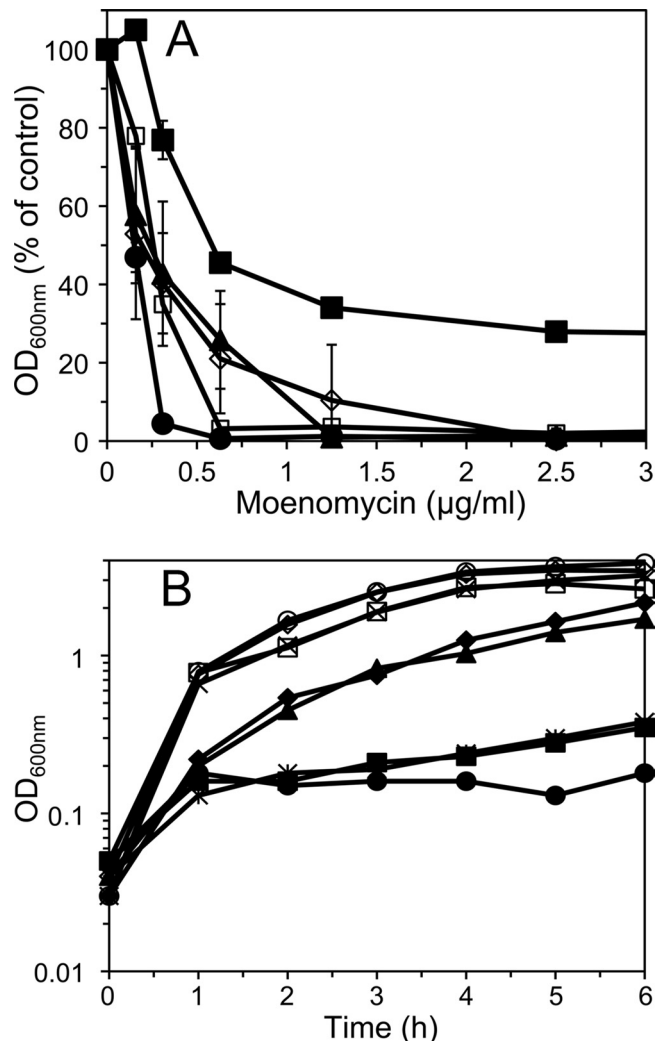 A
100
80
60
40
20
0
OD600nm (% of control)
0 0.5 1 1.5 2 2.5 3
Moenomycin (µg/ml)
B
1
0.1
0.01
OD600nm
0 1 2 3 4 5 6
Time (h)